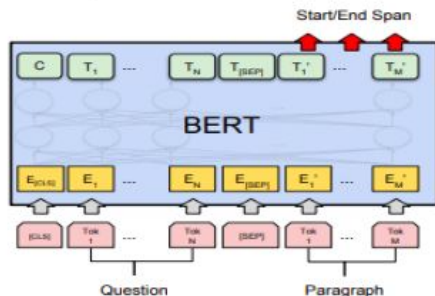 Start/End Span
C T1 ... TN T[SEP] T1' ... TM'
BERT
E[CLS] E1 ... EN E[SEP] E1' ... EM'
[CLS] Tok 1 ... Tok N [SEP] Tok 1 ... Tok M
Question Paragraph